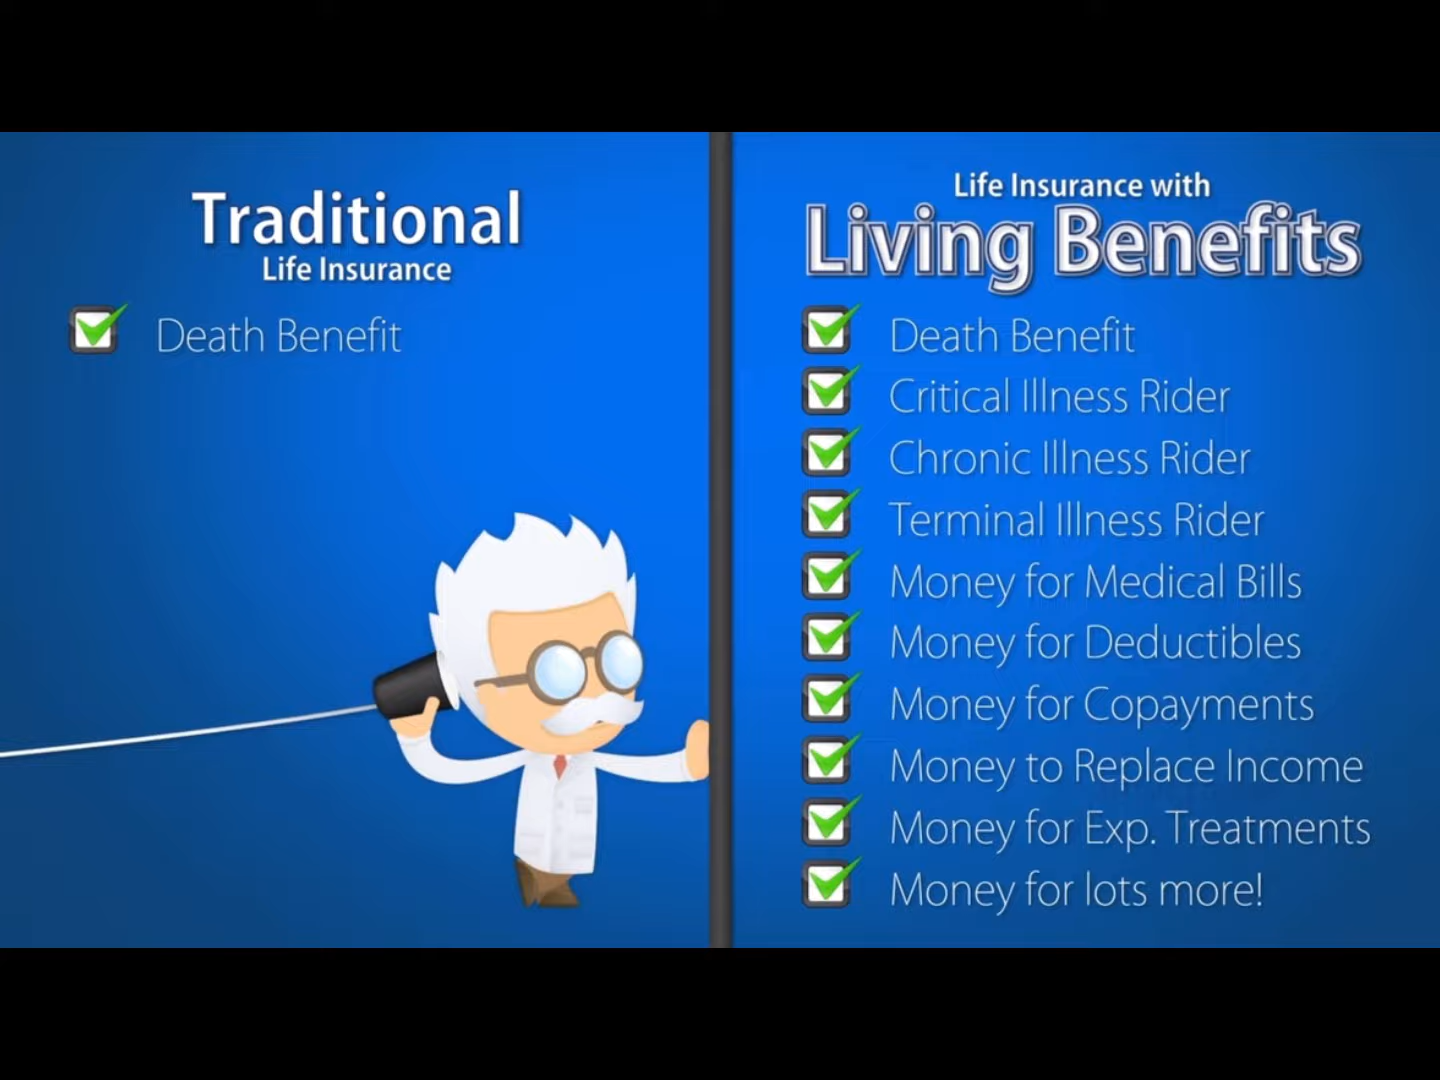 Traditional
Life Insurance
Death Benefit
Life Insurance with
Living Benefits
Death Benefit
Critical Illness Rider
Chronic Illness Rider
Terminal Illness Rider
Money for Medical Bills
Money for Deductibles
Money for Copayments
Money to Replace Income
Money for Exp. Treatments
Money for lots more!